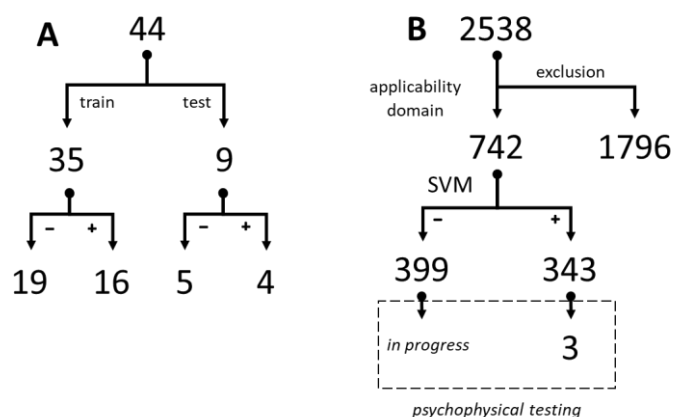 A
44
train
test
35
9
− +
− +
19
16
5
4
B
2538
applicability
domain
exclusion
742
1796
SVM
− +
399
343
in progress
3
psychophysical testing